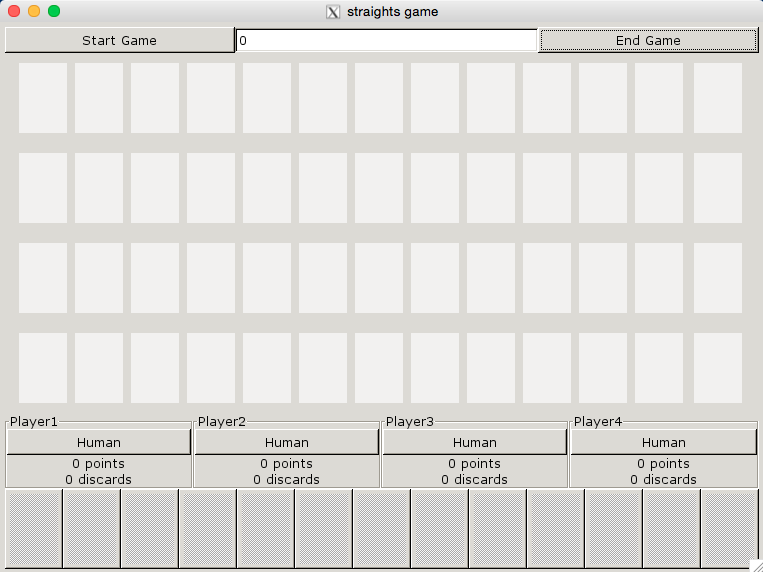 straights game
Start Game
0
End Game
Player1
Player2
Player3
Player4
Human
Human
Human
Human
0 points
0 points
0 points
0 points
0 discards
0 discards
0 discards
0 discards